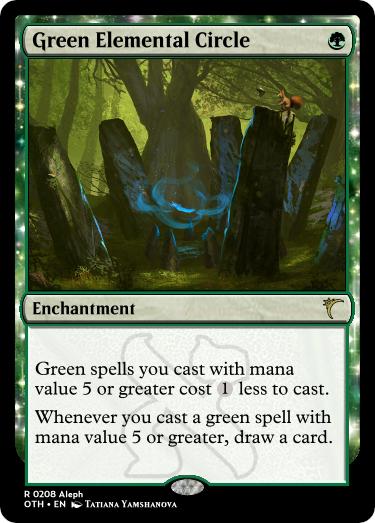 Green Elemental Circle
Enchantment
Green spells you cast with mana
value 5 or greater cost 1 less to cast.
Whenever you cast a green spell with
mana value 5 or greater, draw a card.
R 0208 Aleph
OTH • EN Tatiana Yamshanova